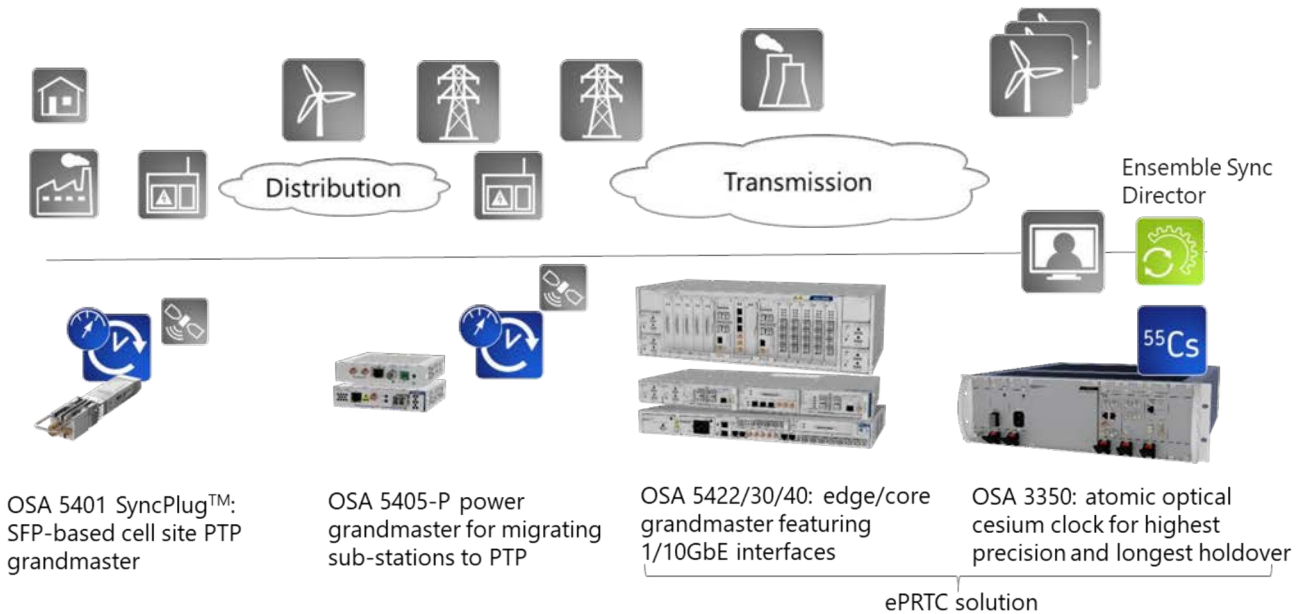 Distribution
Transmission
Ensemble Sync
Director
V
V
55Cs
OSA 5401 SyncPlug™:
SFP-based cell site PTP
grandmaster
OSA 5405-P power
grandmaster for migrating
sub-stations to PTP
OSA 5422/30/40: edge/core
grandmaster featuring
1/10GbE interfaces
OSA 3350: atomic optical
cesium clock for highest
precision and longest holdover
ePRTC solution